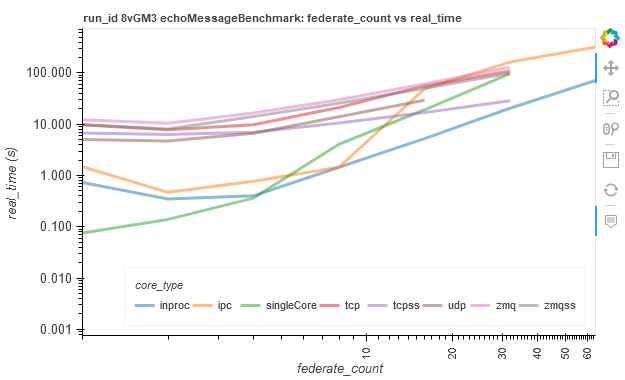 run_id 8vGM3 echoMessageBenchmark: federate_count vs real_time
100.000
10.000
1.000
0.100
0.010
0.001
real_time (s)
core_type
inproc ipc singleCore tcp tcpss udp zmq zmqss
10 20 30 40 50 60
federate_count